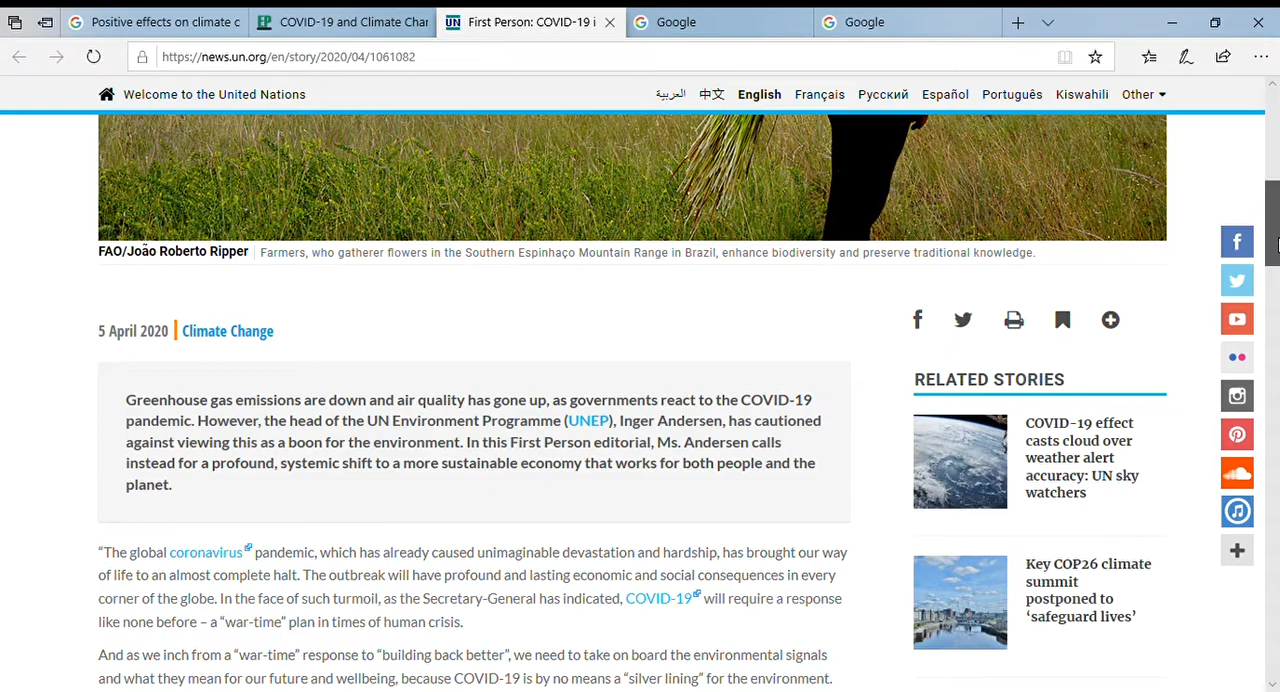 Positive effects on climate c
COVID-19 and Climate Chan
UN First Person: COVID-19 i
Google
Google
https://news.un.org/en/story/2020/04/1061082
Welcome to the United Nations
العربية 中文 English Français Русский Español Português Kiswahili Other
FAO/João Roberto Ripper Farmers, who gatherer flowers in the Southern Espinhaço Mountain Range in Brazil, enhance biodiversity and preserve traditional knowledge.
5 April 2020 Climate Change
Greenhouse gas emissions are down and air quality has gone up, as governments react to the COVID-19
pandemic. However, the head of the UN Environment Programme (UNEP), Inger Andersen, has cautioned
against viewing this as a boon for the environment. In this First Person editorial, Ms. Andersen calls
instead for a profound, systemic shift to a more sustainable economy that works for both people and the
planet.
“The global coronavirus pandemic, which has already caused unimaginable devastation and hardship, has brought our way
of life to an almost complete halt. The outbreak will have profound and lasting economic and social consequences in every
corner of the globe. In the face of such turmoil, as the Secretary-General has indicated, COVID-19 will require a response
like none before – a “war-time” plan in times of human crisis.
And as we inch from a “war-time” response to “building back better”, we need to take on board the environmental signals
and what they mean for our future and wellbeing, because COVID-19 is by no means a “silver lining” for the environment.
RELATED STORIES
COVID-19 effect
casts cloud over
weather alert
accuracy: UN sky
watchers
Key COP26 climate
summit
postponed to
‘safeguard lives’